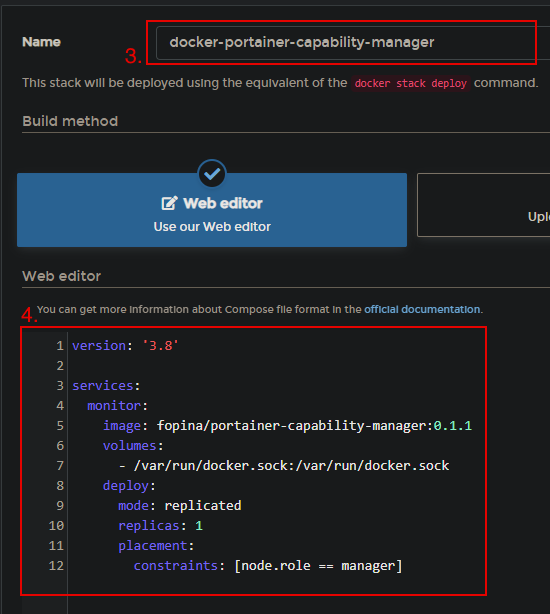 Name
3.
docker-portainer-capability-manager
This stack will be deployed using the equivalent of the docker stack deploy command.
Build method
Web editor
Use our Web editor
Web editor
You can get more information about Compose file format in the official documentation.
4.
1 version: '3.8'
2
3 services:
4 monitor:
5 image: fopina/portainer-capability-manager:0.1.1
6 volumes:
7 - /var/run/docker.sock:/var/run/docker.sock
8 deploy:
9 mode: replicated
10 replicas: 1
11 placement:
12 constraints: [node.role == manager]